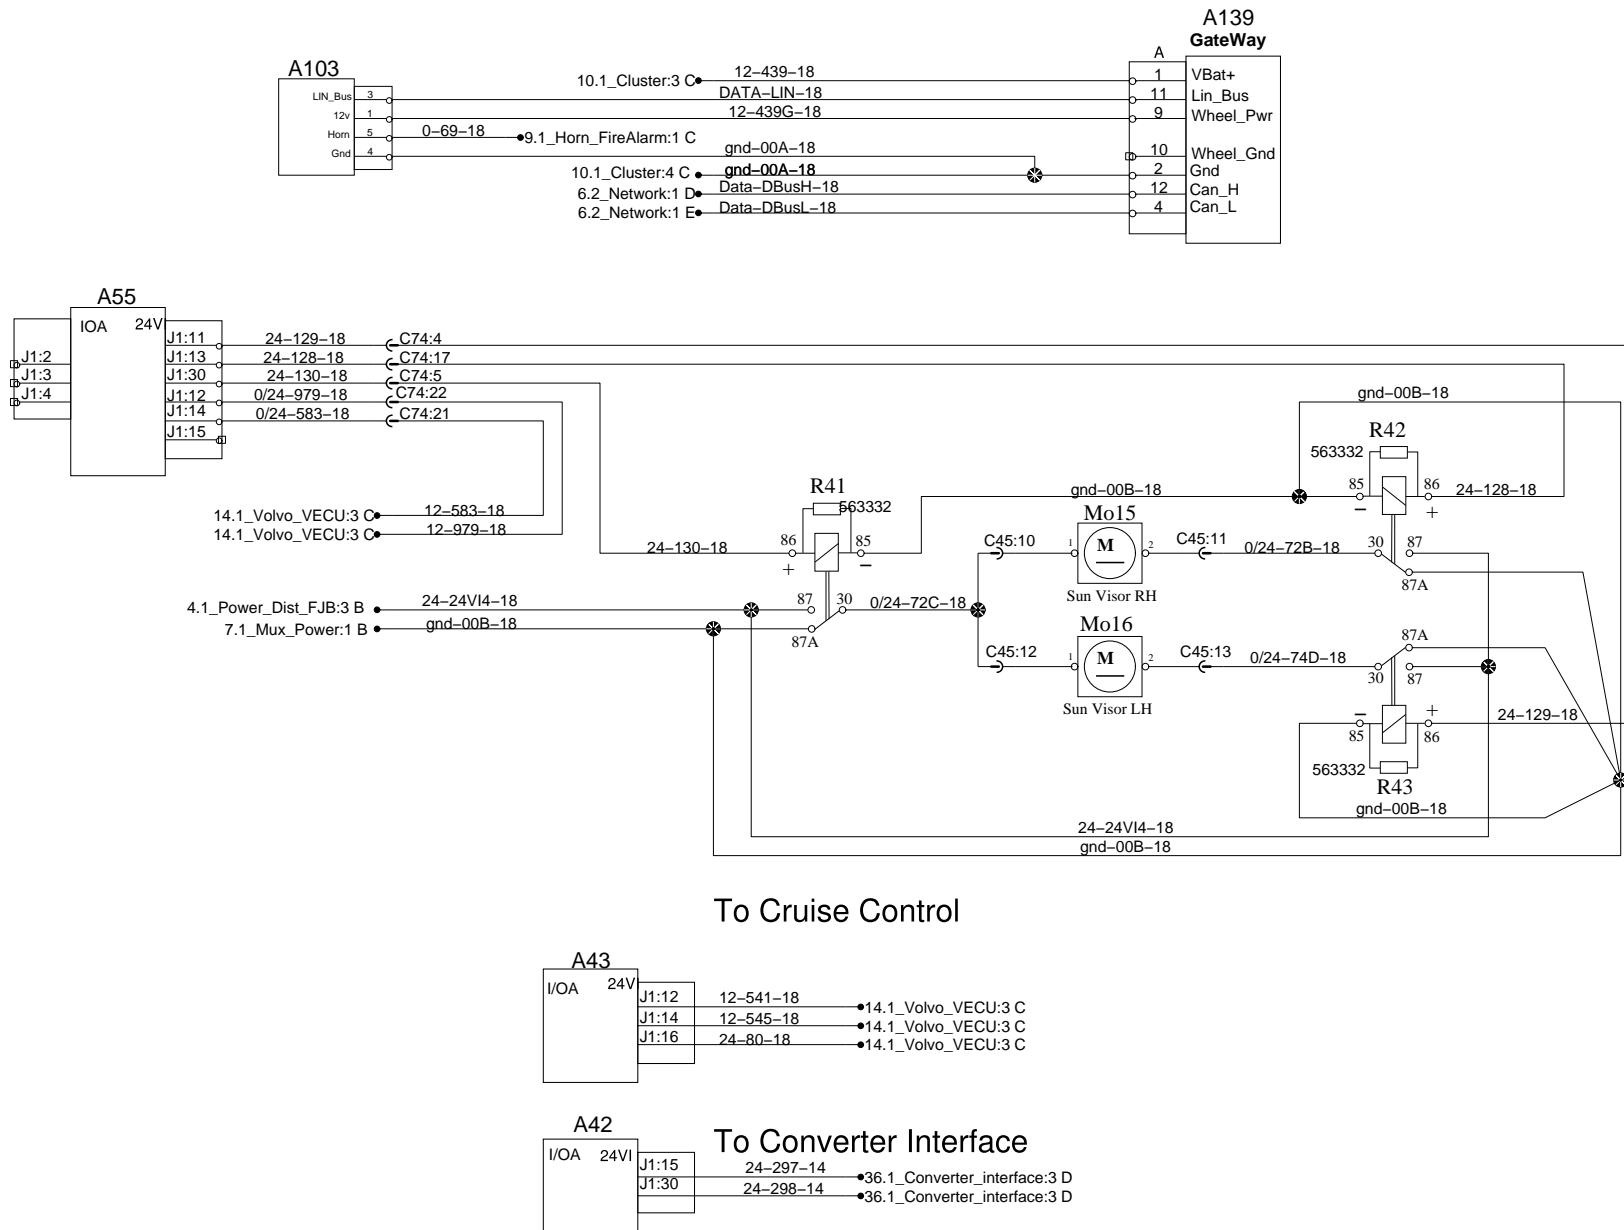 A139
GateWay
A
A103
LIN_Bus 3
12v 1
Horn 5
Gnd 4
10.1_Cluster:3 C 12-439-18 1 VBat+
DATA-LIN-18 11 Lin_Bus
12-439G-18 9 Wheel_Pwr
0-69-18 9.1_Horn_FireAlarm:1 C
gnd-00A-18 10 Wheel_Gnd
10.1_Cluster:4 C gnd-00A-18 2 Gnd
6.2_Network:1 D Data-DBusH-18 12 Can_H
6.2_Network:1 E Data-DBusL-18 4 Can_L
A55
IOA 24V
J1:2
J1:3
J1:4
J1:11 24-129-18 C74:4
J1:13 24-128-18 C74:17
J1:30 24-130-18 C74:5
J1:12 0/24-979-18 C74:22
J1:14 0/24-583-18 C74:21
J1:15
gnd-00B-18
R42
563332
85 86 24-128-18
− +
R41
563332
gnd-00B-18
14.1_Volvo_VECU:3 C 12-583-18
14.1_Volvo_VECU:3 C 12-979-18
24-130-18 86 85
+ −
Mo15
C45:10 1 M 2 C45:11 0/24-72B-18 30 87
87A
Sun Visor RH
4.1_Power_Dist_FJB:3 B 24-24VI4-18 87 30 0/24-72C-18
7.1_Mux_Power:1 B gnd-00B-18 87A
Mo16
87A
C45:12 1 M 2 C45:13 0/24-74D-18 30 87
Sun Visor LH
− +
85 86 24-129-18
563332
R43
gnd-00B-18
24-24VI4-18
gnd-00B-18
To Cruise Control
A43
I/OA 24V
J1:12 12-541-18 14.1_Volvo_VECU:3 C
J1:14 12-545-18 14.1_Volvo_VECU:3 C
J1:16 24-80-18 14.1_Volvo_VECU:3 C
A42
To Converter Interface
I/OA 24VI
J1:15 24-297-14 36.1_Converter_interface:3 D
J1:30 24-298-14 36.1_Converter_interface:3 D